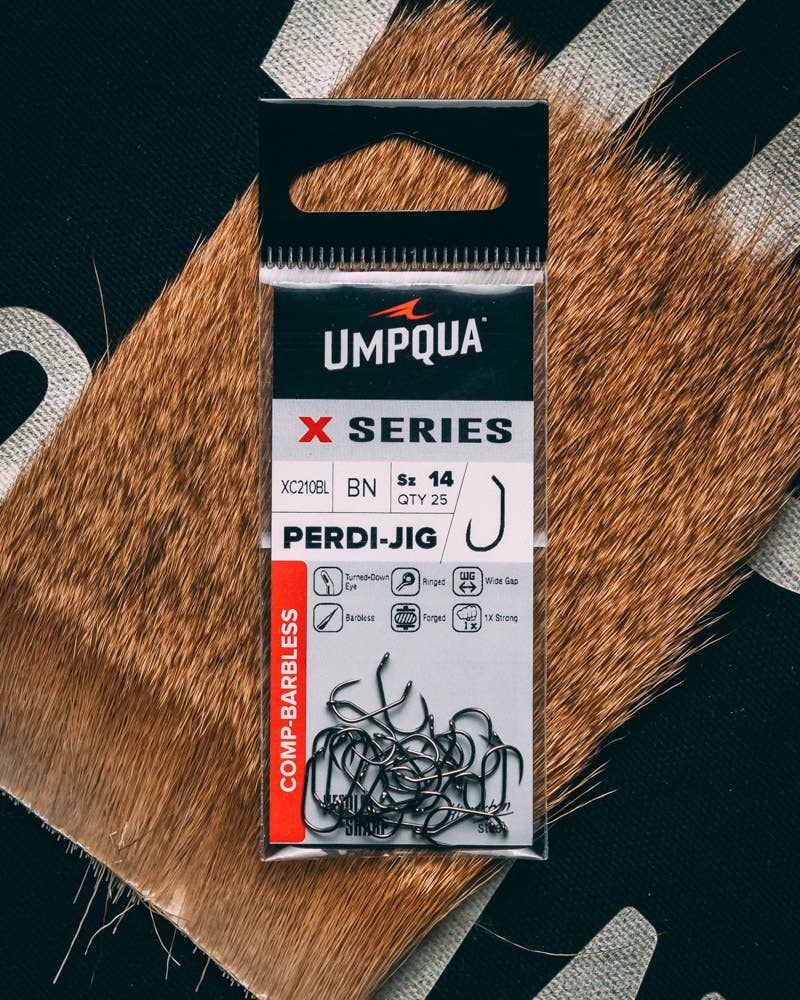 UMPQUA
X SERIES
XC210BL
BN
Sz 14
QTY 25
PERDI-JIG
Turned-Down
Eye
Ringed
WG
Wide Gap
Barbless
Forged
1X
1X Strong
COMP-BARBLESS